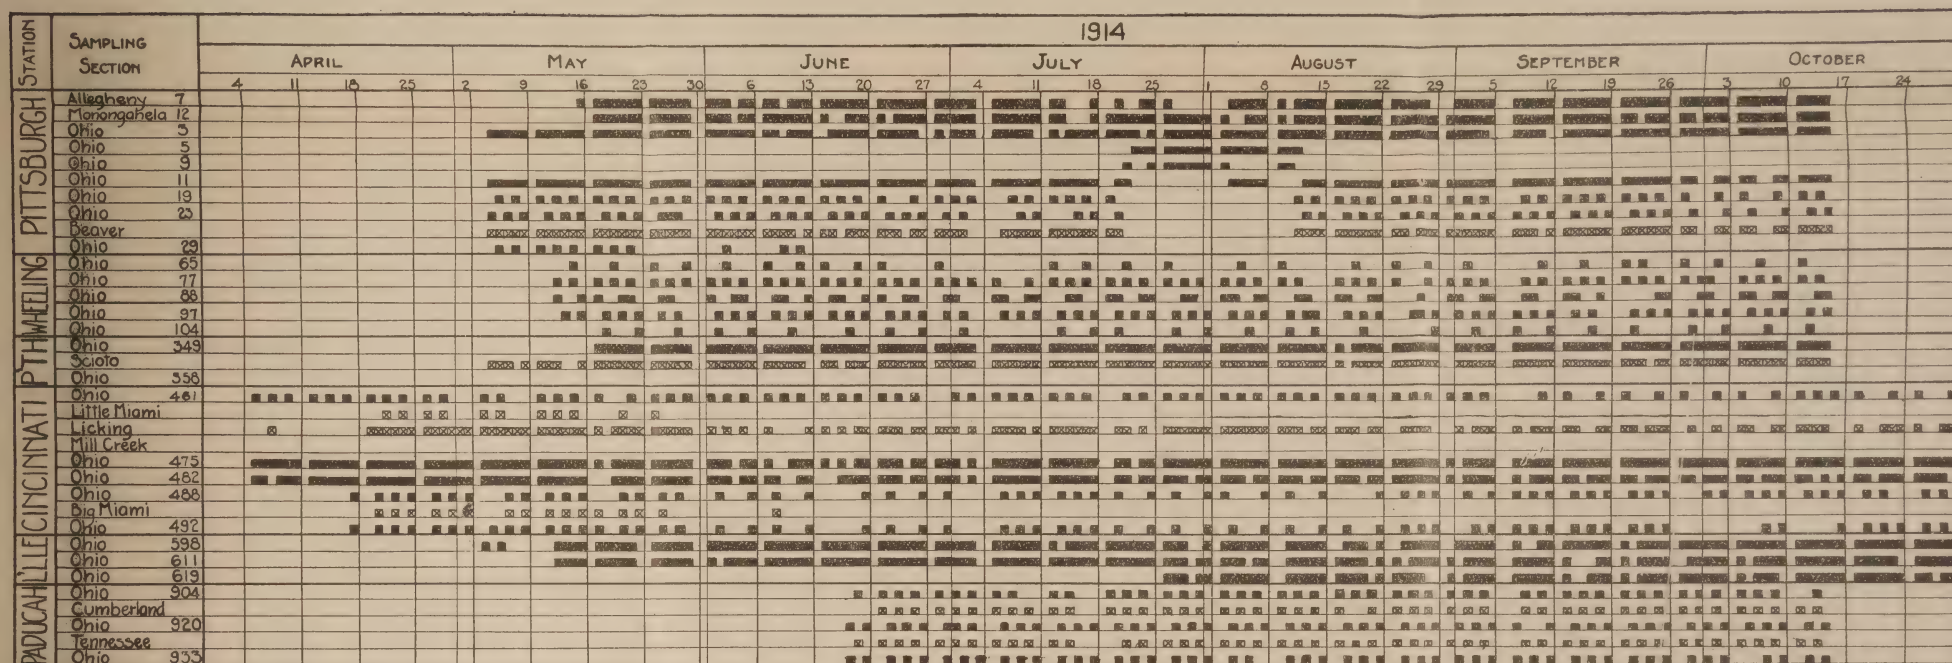 1914
STATION
SAMPLING
SECTION
APRIL MAY JUNE JULY AUGUST SEPTEMBER OCTOBER
4 11 18 25 2 9 16 23 30 6 13 20 27 4 11 18 25 1 8 15 22 29 5 12 19 26 3 10 17 24
PITTSBURGH
Allegheny 7
Monongahela 12
Ohio 3
Ohio 5
Ohio 9
Ohio 11
Ohio 19
Ohio 23
Beaver
Ohio 29
WHEELING
Ohio 65
Ohio 77
Ohio 88
Ohio 97
Ohio 104
P'TH
Ohio 349
Scioto
Ohio 358
CINCINNATI
Ohio 461
Little Miami
Licking
Mill Creek
Ohio 475
Ohio 482
Ohio 488
Big Miami
Ohio 492
L'LLE
Ohio 598
Ohio 611
Ohio 619
PADUCAH
Ohio 904
Cumberland
Ohio 920
Tennessee
Ohio 933